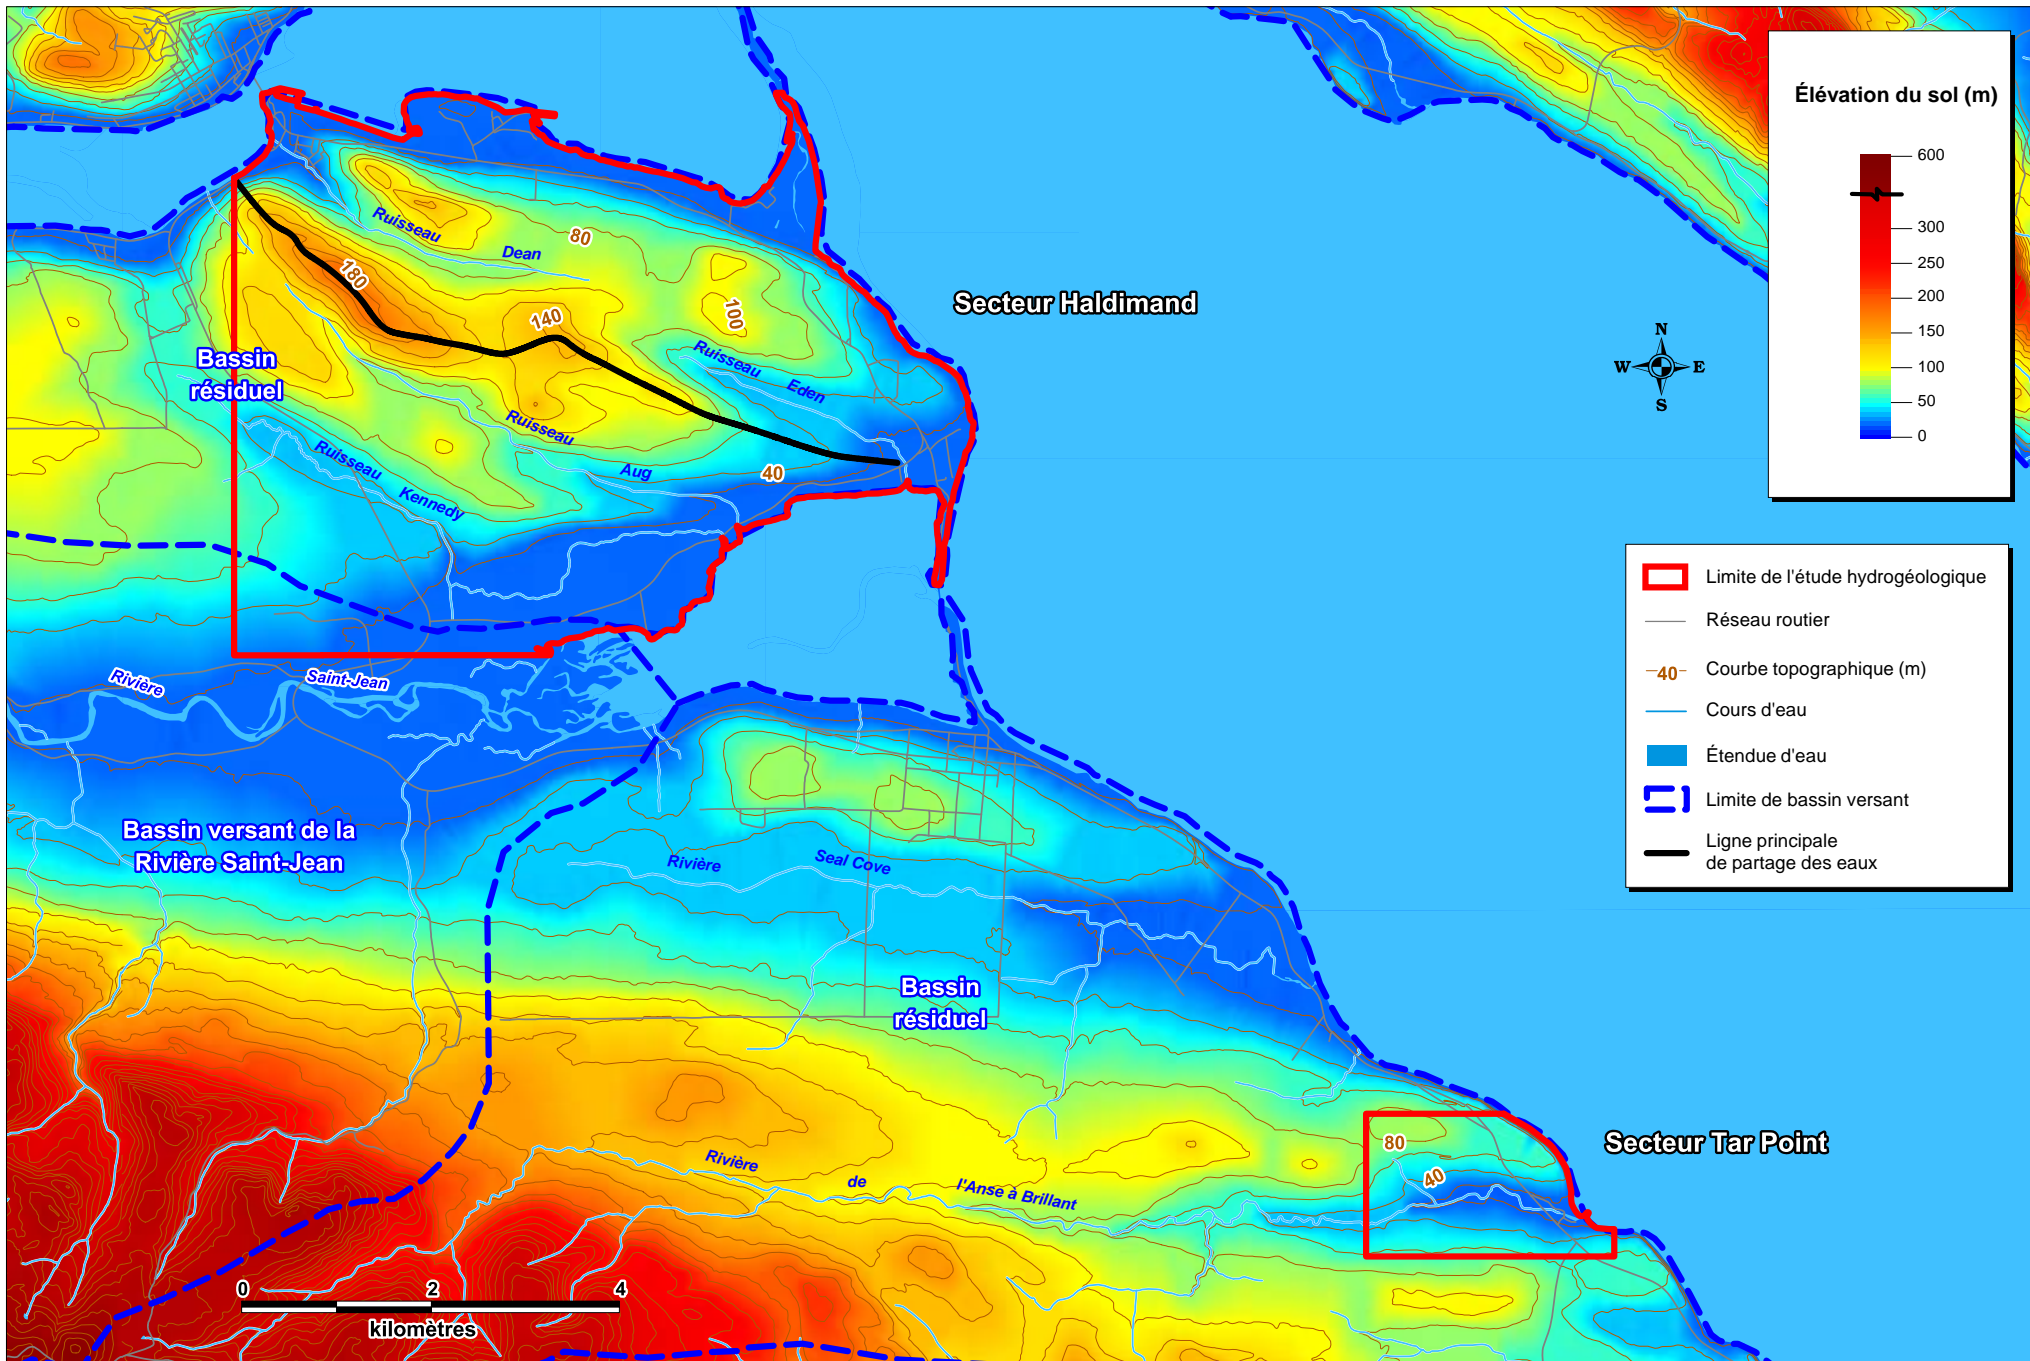 Élévation du sol (m)
600
300
250
200
150
100
50
0
Ruisseau
Dean
80
180
140
100
Secteur Haldimand
N
W
E
S
Bassin
résiduel
Ruisseau
Eden
Ruisseau
Aug
40
Ruisseau
Kennedy
Limite de l'étude hydrogéologique
Réseau routier
40
Courbe topographique (m)
Cours d'eau
Étendue d'eau
Limite de bassin versant
Ligne principale
de partage des eaux
Rivière
Saint-Jean
Bassin versant de la
Rivière Saint-Jean
Rivière
Seal Cove
Bassin
résiduel
80
40
Secteur Tar Point
Rivière
de
l'Anse à Brillant
0
2
4
kilomètres